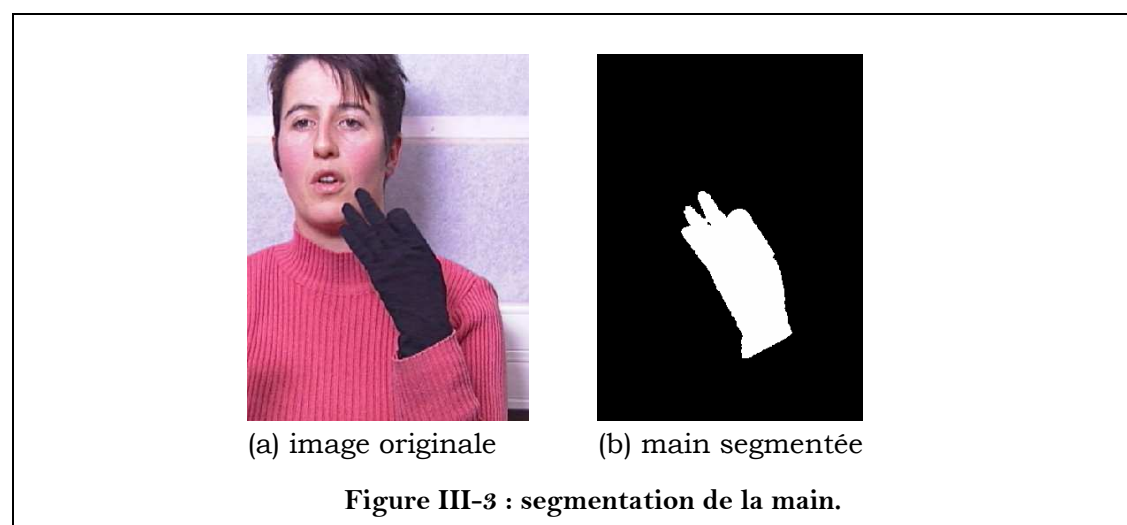 (a) image originale
(b) main segmentée
Figure III-3 : segmentation de la main.